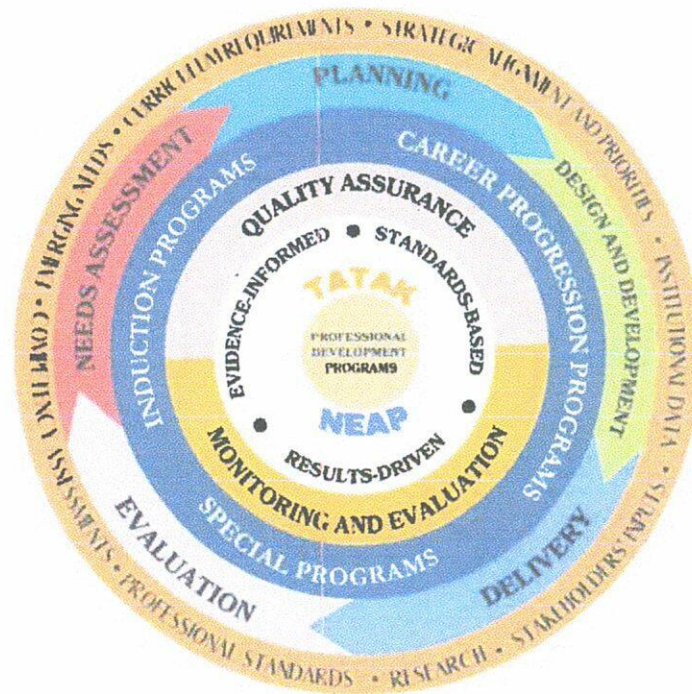 CURRICULUM REQUIREMENTS • STRATEGIC ALIGNMENT AND PRIORITIES • INSTITUTIONAL DATA • STAKEHOLDERS' INPUTS • RESEARCH • PROFESSIONAL STANDARDS • COMPETENCY ASSESSMENTS • EMERGING NEEDS •
PLANNING
DESIGN AND DEVELOPMENT
DELIVERY
EVALUATION
NEEDS ASSESSMENT
INDUCTION PROGRAMS
CAREER PROGRESSION PROGRAMS
SPECIAL PROGRAMS
QUALITY ASSURANCE
MONITORING AND EVALUATION
EVIDENCE-INFORMED • STANDARDS-BASED • RESULTS-DRIVEN •
TATAK
PROFESSIONAL
DEVELOPMENT
PROGRAMS
NEAP